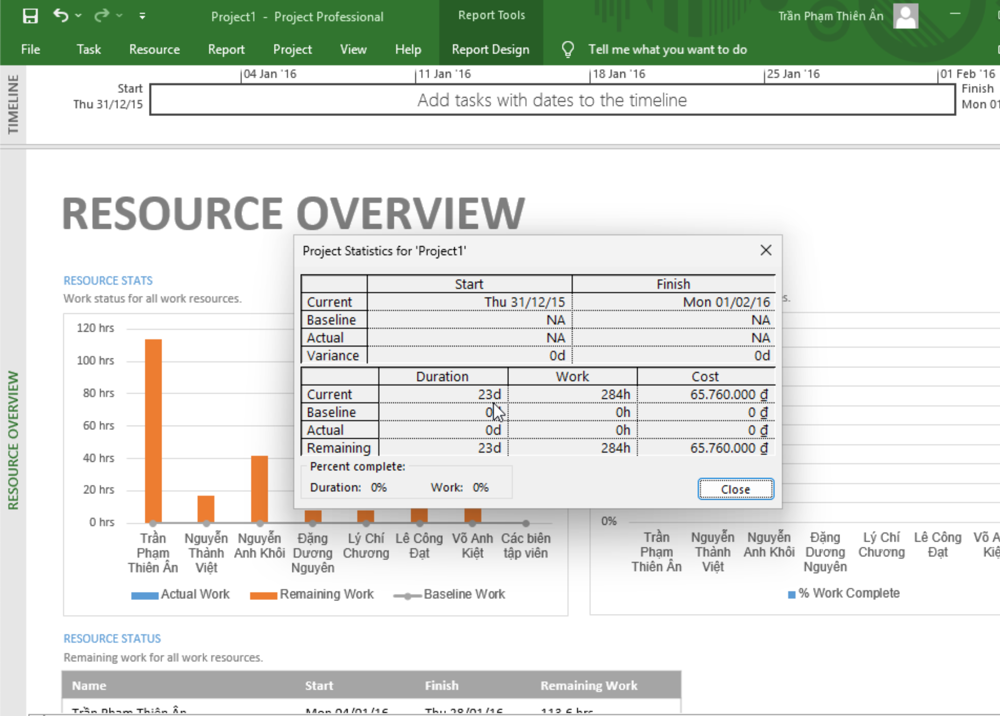 Project1 - Project Professional
Report Tools
Trần Phạm Thiên Ân
File Task Resource Report Project View Help Report Design Tell me what you want to do
TIMELINE
04 Jan '16 11 Jan '16 18 Jan '16 25 Jan '16 01 Feb '16
Start
Thu 31/12/15
Add tasks with dates to the timeline
Finish
Mon 01
RESOURCE OVERVIEW
RESOURCE OVERVIEW
RESOURCE STATS
Work status for all work resources.
120 hrs
100 hrs
80 hrs
60 hrs
40 hrs
20 hrs
0 hrs
Trần Phạm Thiên Ân
Nguyễn Thành Việt
Nguyễn Anh Khôi
Đặng Dương Nguyên
Lý Chí Chương
Lê Công Đạt
Võ Anh Kiệt
Các biên tập viên
Actual Work Remaining Work Baseline Work
Project Statistics for 'Project1'
Start Finish
Current Thu 31/12/15 Mon 01/02/16
Baseline NA NA
Actual NA NA
Variance 0d 0d
Duration Work Cost
Current 23d 284h 65.760.000 ₫
Baseline 0h 0 ₫
Actual 0d 0h 0 ₫
Remaining 23d 284h 65.760.000 ₫
Percent complete:
Duration: 0% Work: 0%
Close
0%
Trần Phạm Thiên Ân
Nguyễn Thành Việt
Nguyễn Anh Khôi
Đặng Dương Nguyên
Lý Chí Chương
Lê Công Đạt
Võ
% Work Complete
RESOURCE STATUS
Remaining work for all work resources.
Name Start Finish Remaining Work
Trần Phạm Thiên Ân Mon 04/01/16 Thu 28/01/16 113,6 hrs